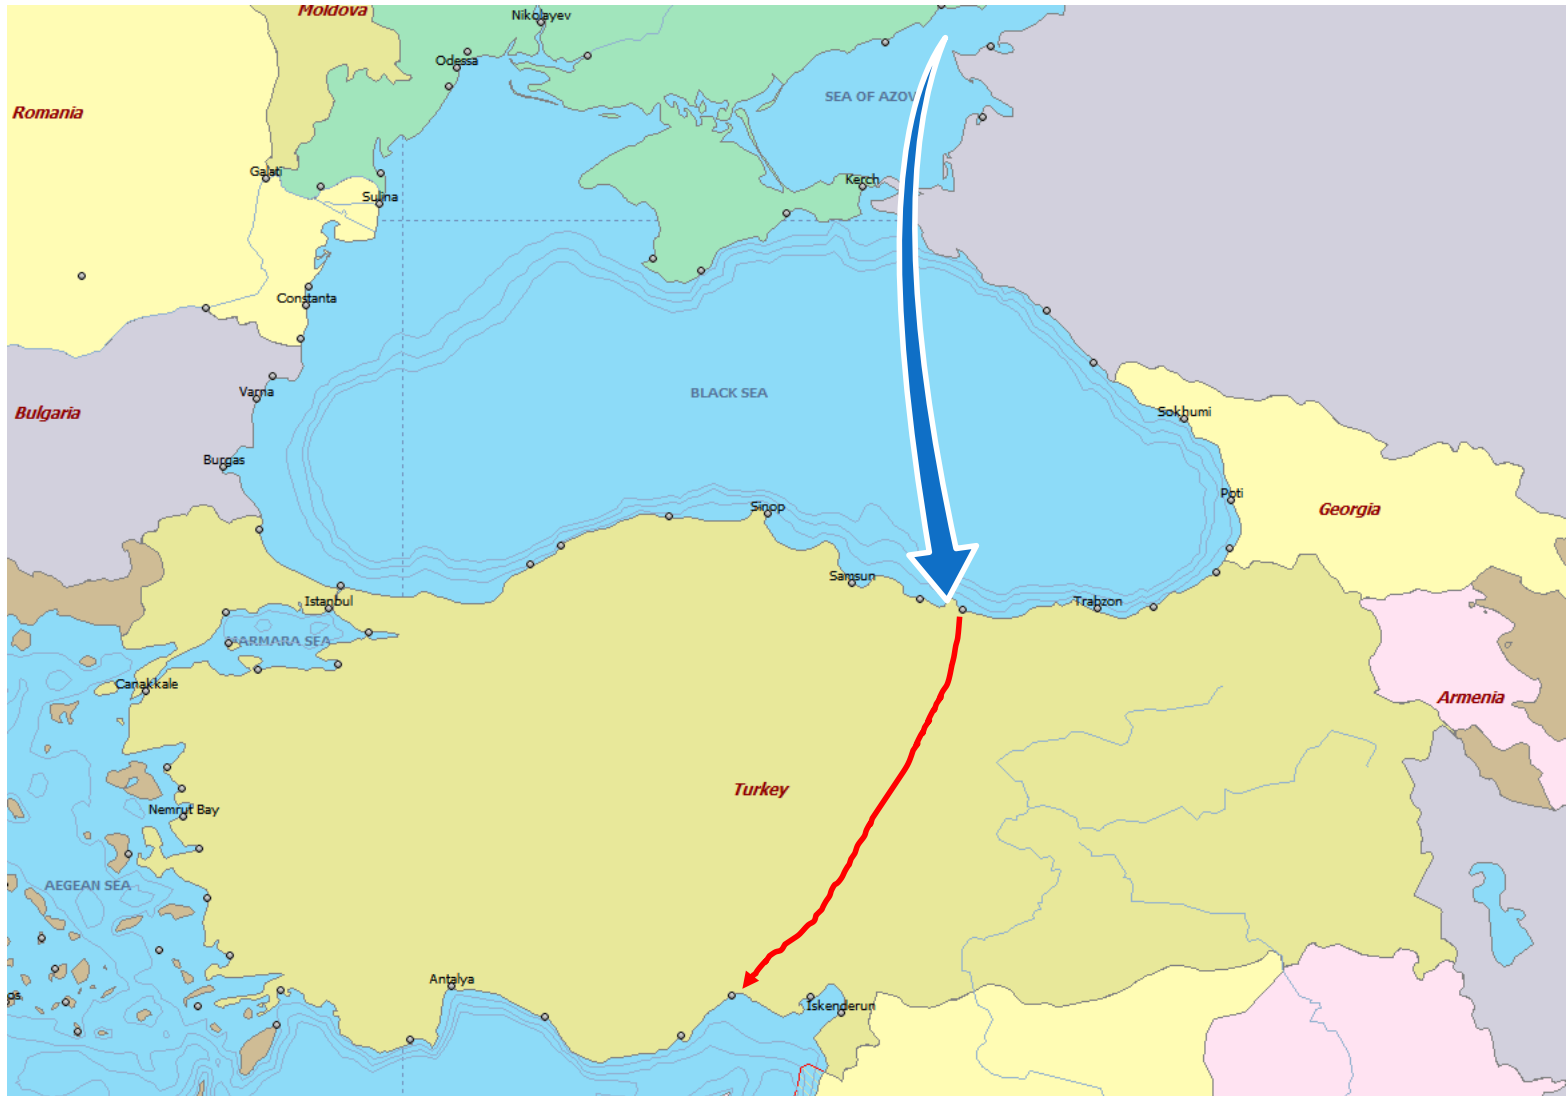 Moldova
Nikolayev
Odessa
SEA OF AZOV
Romania
Galati
Kerch
Sulina
Constanta
BLACK SEA
Varna
Bulgaria
Sokhumi
Burgas
Poti
Sinop
Georgia
Samsun
Istanbul
Trabzon
MARMARA SEA
Canakkale
Armenia
Turkey
Nemrut Bay
AEGEAN SEA
Antalya
os
Iskenderun